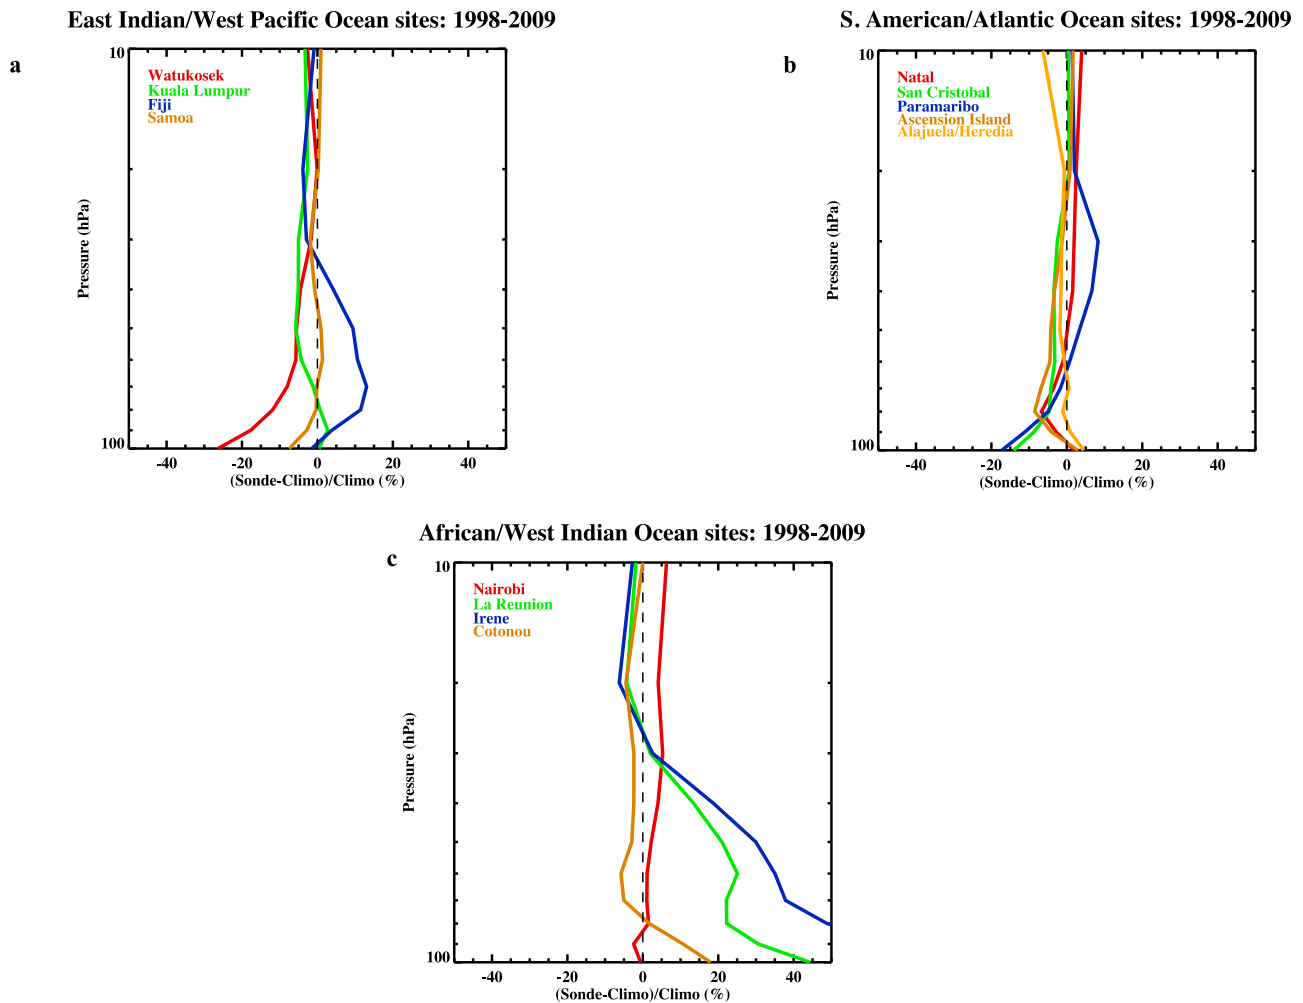 East Indian/West Pacific Ocean sites: 1998-2009
a
10
Watukosek
Kuala Lumpur
Fiji
Samoa
Pressure (hPa)
100
-40 -20 0 20 40
(Sonde-Climo)/Climo (%)
S. American/Atlantic Ocean sites: 1998-2009
b
10
Natal
San Cristobal
Paramaribo
Ascension Island
Alajuela/Heredia
Pressure (hPa)
100
-40 -20 0 20 40
(Sonde-Climo)/Climo (%)
African/West Indian Ocean sites: 1998-2009
c
10
Nairobi
La Reunion
Irene
Cotonou
Pressure (hPa)
100
-40 -20 0 20 40
(Sonde-Climo)/Climo (%)